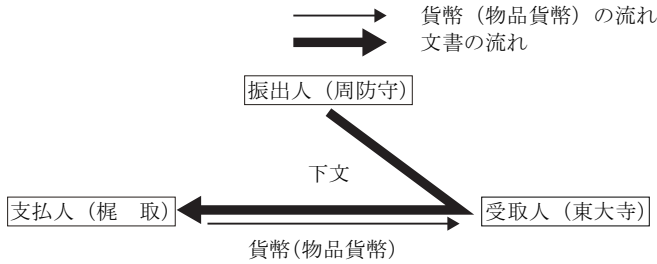 貨幣（物品貨幣）の流れ
文書の流れ
振出人（周防守）
下文
支払人（梶　取）
受取人（東大寺）
貨幣（物品貨幣）